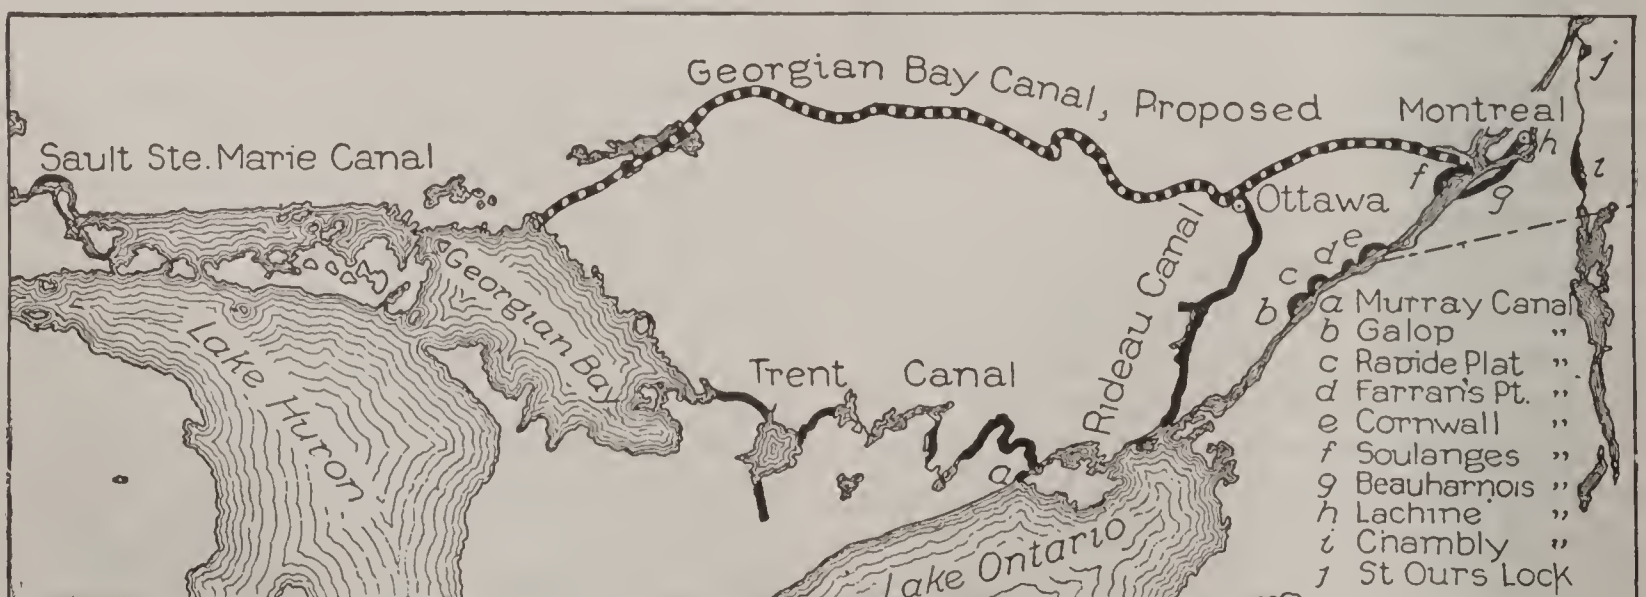 Georgian Bay Canal, Proposed
Montreal
Sault Ste. Marie Canal
j
h
i
f
g
Ottawa
Rideau Canal
e
d
c
b
Georgian Bay
Lake Huron
Trent Canal
a
Lake Ontario
a Murray Canal
b Galop "
c Rapide Plat "
d Farran's Pt. "
e Cornwall "
f Soulanges "
g Beauharnois "
h Lachine "
i Chambly "
j St Ours Lock